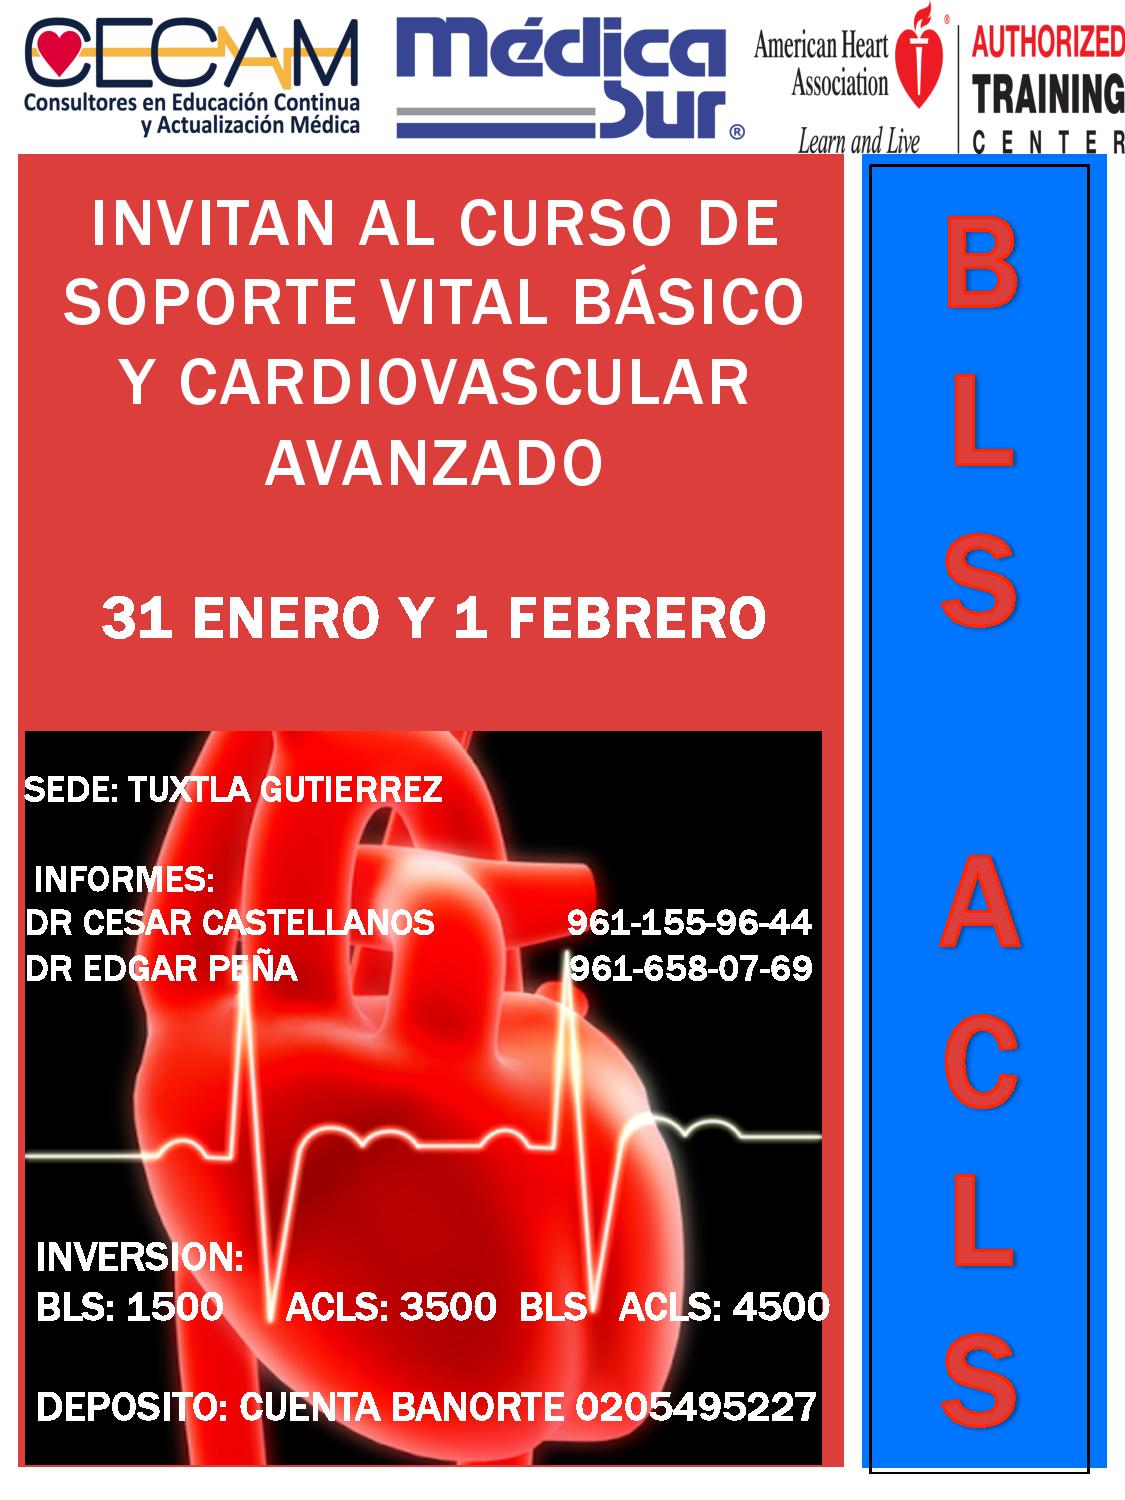 CECAM
Consultores en Educación Continua
y Actualización Médica
Médica
Sur®
American Heart
Association®
Learn and Live
AUTHORIZED
TRAINING
CENTER
INVITAN AL CURSO DE
SOPORTE VITAL BÁSICO
Y CARDIOVASCULAR
AVANZADO
31 ENERO Y 1 FEBRERO
SEDE: TUXTLA GUTIERREZ
INFORMES:
DR CESAR CASTELLANOS 961-155-96-44
DR EDGAR PEÑA 961-658-07-69
INVERSION:
BLS: 1500 ACLS: 3500 BLS ACLS: 4500
DEPOSITO: CUENTA BANORTE 0205495227
B
L
S
A
C
L
S